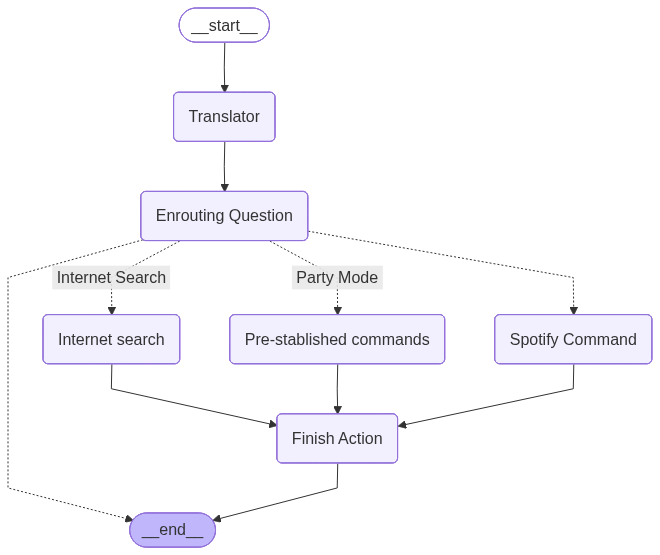 __start__
Translator
Enrouting Question
Internet Search
Party Mode
Internet search
Pre-stablished commands
Spotify Command
Finish Action
__end__